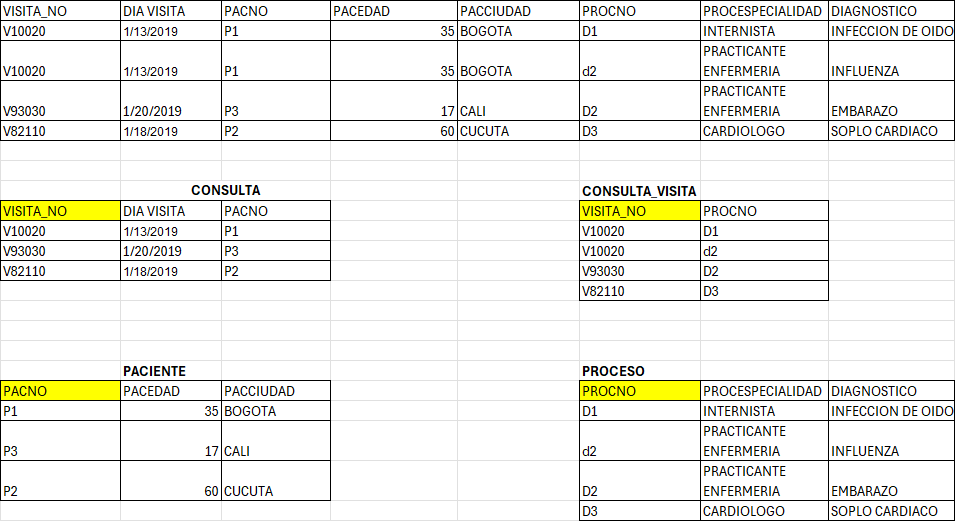 VISITA_NO DIA VISITA PACNO PACEDAD PACCIUDAD PROCNO PROCESPECIALIDAD DIAGNOSTICO
V10020 1/13/2019 P1 35 BOGOTA D1 INTERNISTA INFECCION DE OIDO
PRACTICANTE
V10020 1/13/2019 P1 35 BOGOTA d2 ENFERMERIA INFLUENZA
PRACTICANTE
V93030 1/20/2019 P3 17 CALI D2 ENFERMERIA EMBARAZO
V82110 1/18/2019 P2 60 CUCUTA D3 CARDIOLOGO SOPLO CARDIACO
CONSULTA
VISITA_NO DIA VISITA PACNO
V10020 1/13/2019 P1
V93030 1/20/2019 P3
V82110 1/18/2019 P2
CONSULTA_VISITA
VISITA_NO PROCNO
V10020 D1
V10020 d2
V93030 D2
V82110 D3
PACIENTE
PACNO PACEDAD PACCIUDAD
P1 35 BOGOTA
P3 17 CALI
P2 60 CUCUTA
PROCESO
PROCNO PROCESPECIALIDAD DIAGNOSTICO
D1 INTERNISTA INFECCION DE OIDO
PRACTICANTE
d2 ENFERMERIA INFLUENZA
PRACTICANTE
D2 ENFERMERIA EMBARAZO
D3 CARDIOLOGO SOPLO CARDIACO